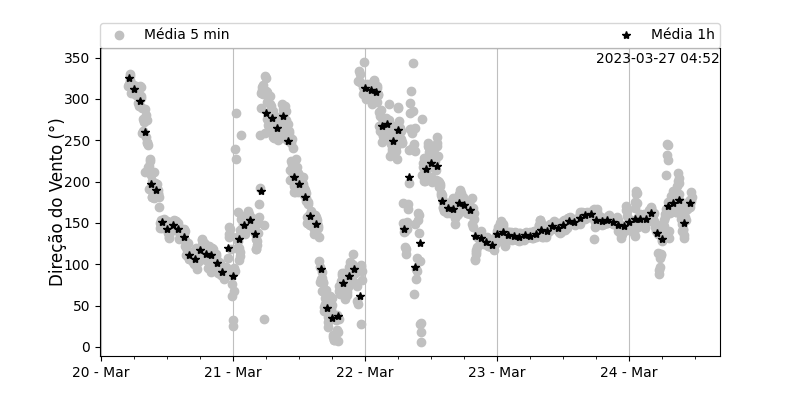 Média 5 min
Média 1h
2023-03-27 04:52
Direção do Vento (°)
350
300
250
200
150
100
50
0
20 - Mar
21 - Mar
22 - Mar
23 - Mar
24 - Mar